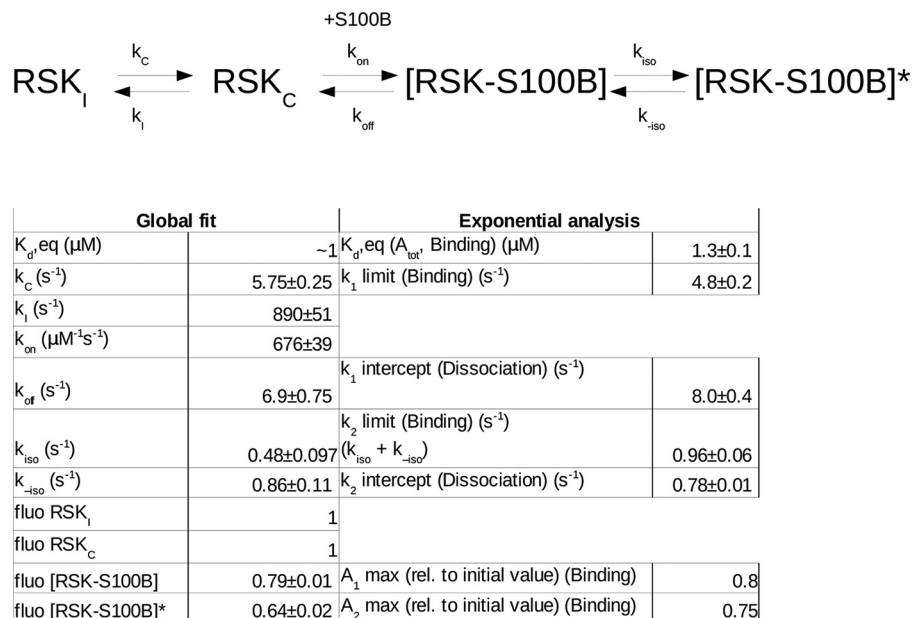 +S100B
k_C k_on k_iso
RSK_I RSK_C [RSK-S100B] [RSK-S100B]*
k_I k_off k_-iso
Global fit Exponential analysis
K_d,eq (µM) ~1 K_d,eq (A_tot, Binding) (µM) 1.3±0.1
k_C (s⁻¹) 5.75±0.25 k_1 limit (Binding) (s⁻¹) 4.8±0.2
k_I (s⁻¹) 890±51
k_on (µM⁻¹s⁻¹) 676±39
k_1 intercept (Dissociation) (s⁻¹)
k_off (s⁻¹) 6.9±0.75 8.0±0.4
k_2 limit (Binding) (s⁻¹)
k_iso (s⁻¹) 0.48±0.097 (k_iso + k_-iso) 0.96±0.06
k_-iso (s⁻¹) 0.86±0.11 k_2 intercept (Dissociation) (s⁻¹) 0.78±0.01
fluo RSK_I 1
fluo RSK_C 1
fluo [RSK-S100B] 0.79±0.01 A_1 max (rel. to initial value) (Binding) 0.8
fluo [RSK-S100B]* 0.64±0.02 A_2 max (rel. to initial value) (Binding) 0.75